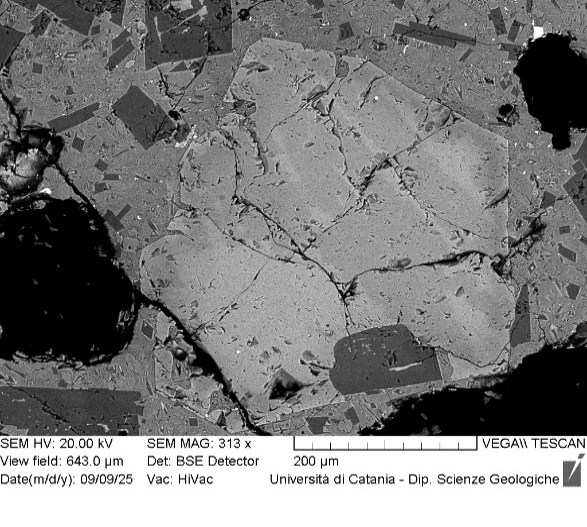 SEM HV: 20.00 kV SEM MAG: 313 x VEGA\\ TESCAN
View field: 643.0 µm Det: BSE Detector 200 µm
Date(m/d/y): 09/09/25 Vac: HiVac Università di Catania - Dip. Scienze Geologiche